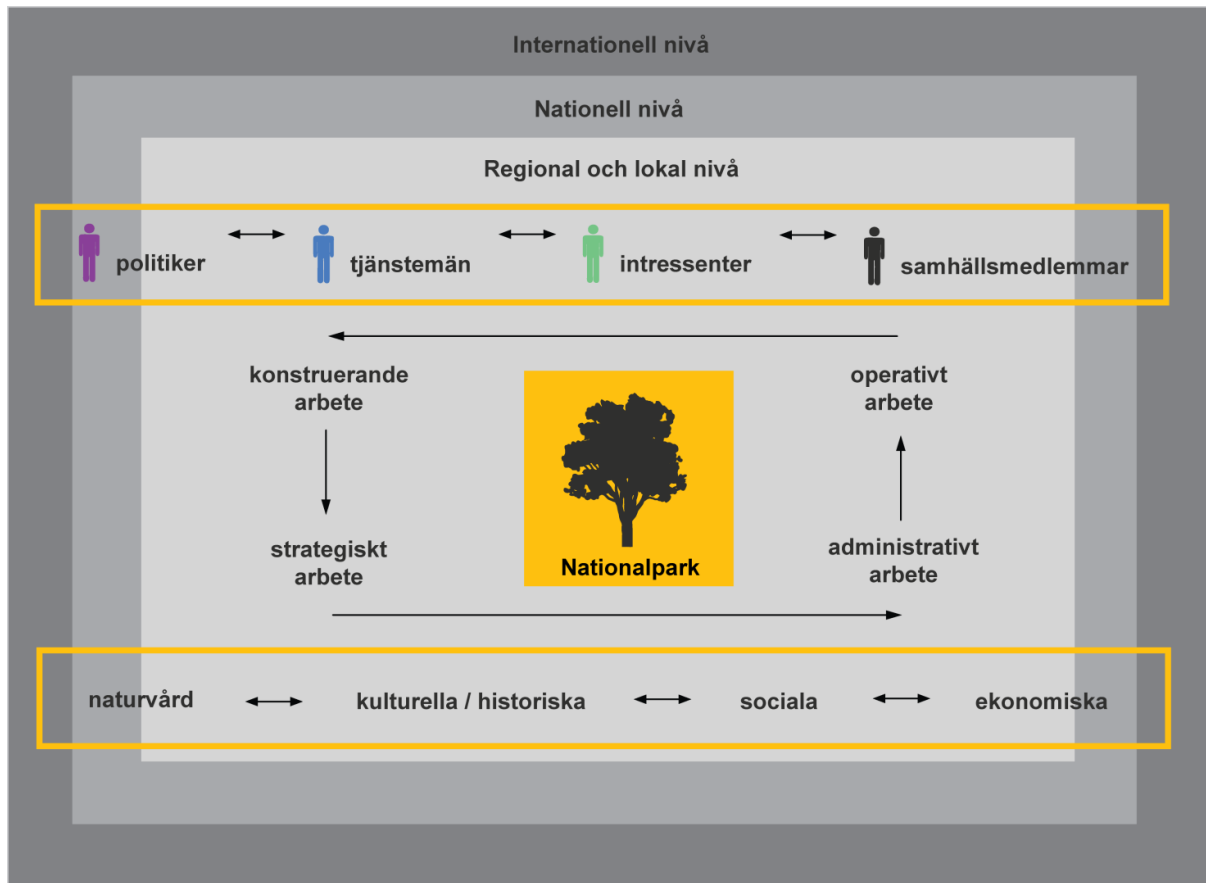 Internationell nivå
Nationell nivå
Regional och lokal nivå
politiker
tjänstemän
intressenter
samhällsmedlemmar
konstruerande
arbete
operativt
arbete
strategiskt
arbete
Nationalpark
administrativt
arbete
naturvård
kulturella / historiska
sociala
ekonomiska